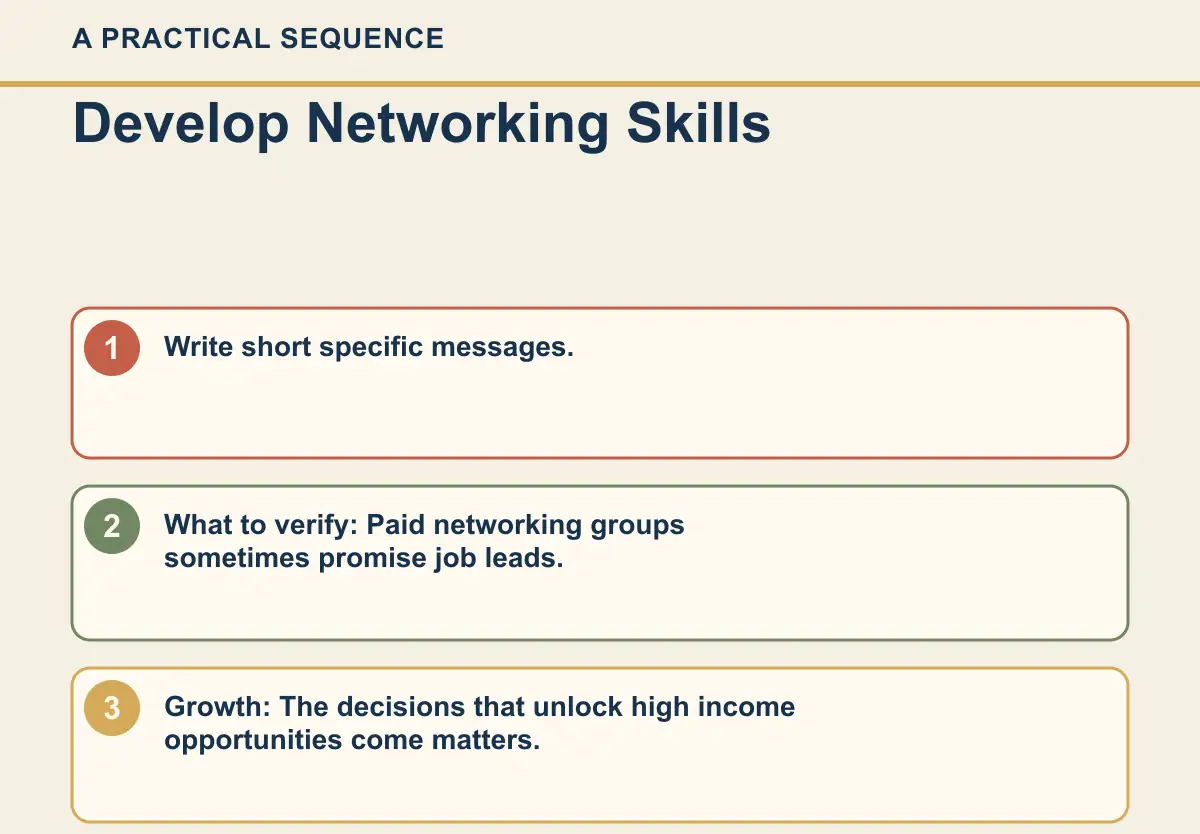 A PRACTICAL SEQUENCE
Develop Networking Skills
1
Write short specific messages.
2
What to verify: Paid networking groups
sometimes promise job leads.
3
Growth: The decisions that unlock high income
opportunities come matters.